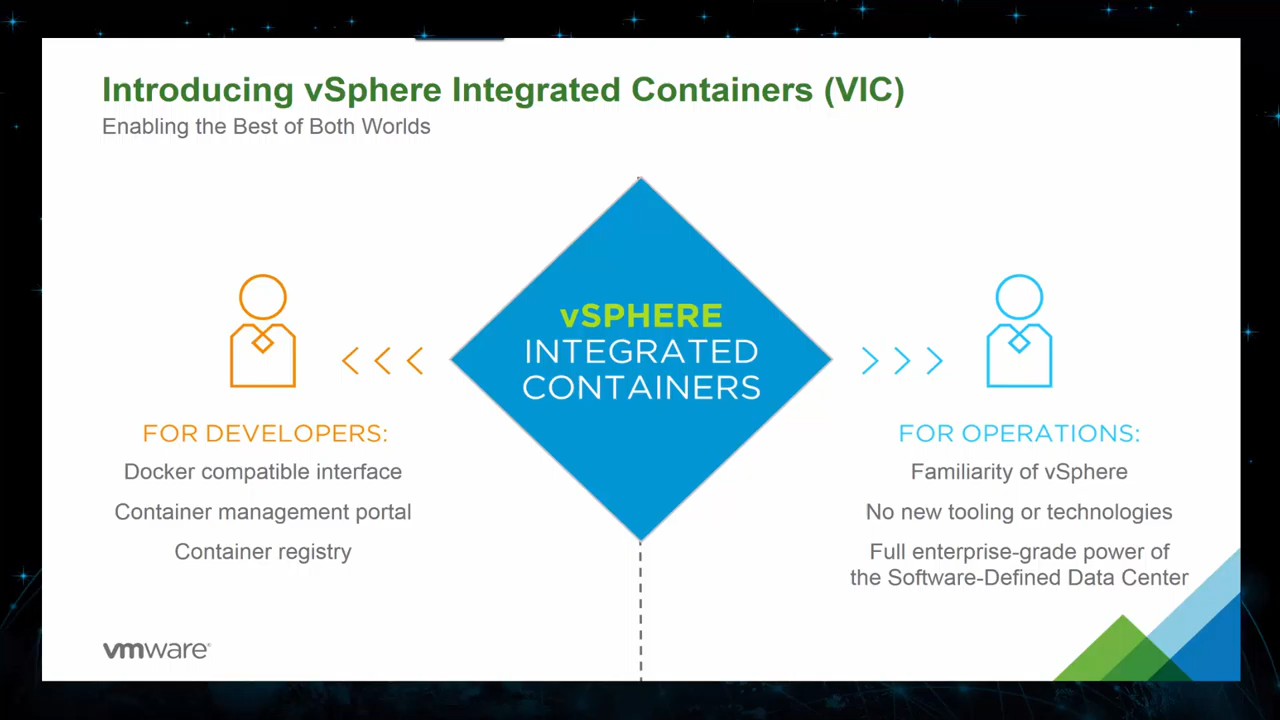 Introducing vSphere Integrated Containers (VIC)
Enabling the Best of Both Worlds
vSPHERE
INTEGRATED
CONTAINERS
FOR DEVELOPERS:
Docker compatible interface
Container management portal
Container registry
FOR OPERATIONS:
Familiarity of vSphere
No new tooling or technologies
Full enterprise-grade power of
the Software-Defined Data Center
vmware®